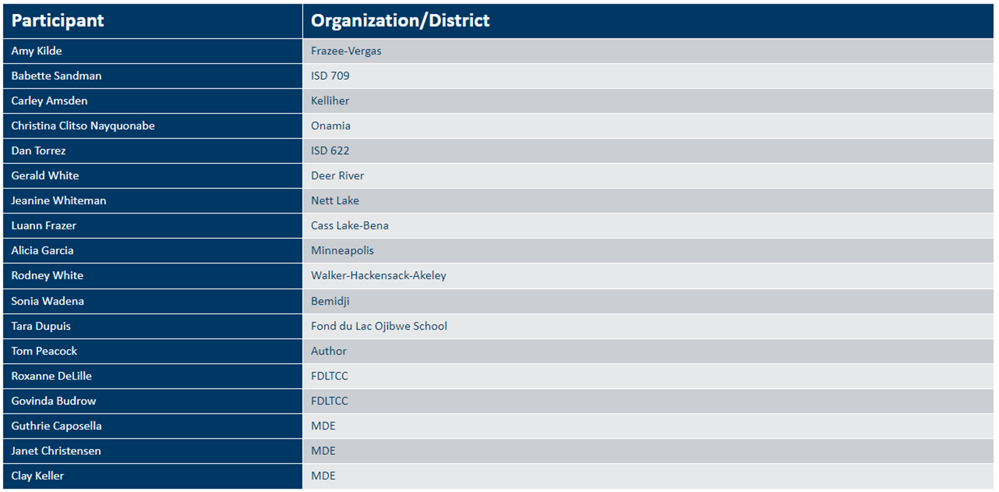 Participant Organization/District
Amy Kilde Frazee-Vergas
Babette Sandman ISD 709
Carley Amsden Kelliher
Christina Clitso Nayquonabe Onamia
Dan Torrez ISD 622
Gerald White Deer River
Jeanine Whiteman Nett Lake
Luann Frazer Cass Lake-Bena
Alicia Garcia Minneapolis
Rodney White Walker-Hackensack-Akeley
Sonia Wadena Bemidji
Tara Dupuis Fond du Lac Ojibwe School
Tom Peacock Author
Roxanne DeLille FDLTCC
Govinda Budrow FDLTCC
Guthrie Caposella MDE
Janet Christensen MDE
Clay Keller MDE